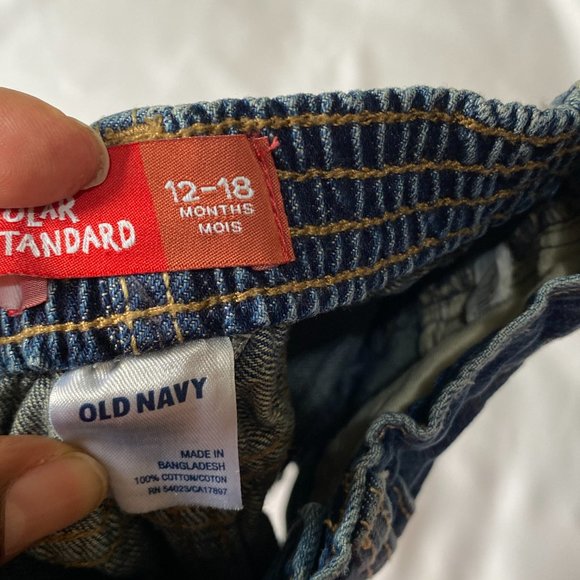 ULAR
TANDARD
12-18
MONTHS
MOIS
OLD NAVY
MADE IN
BANGLADESH
100% COTTON/COTON
RN 54023/CA17897